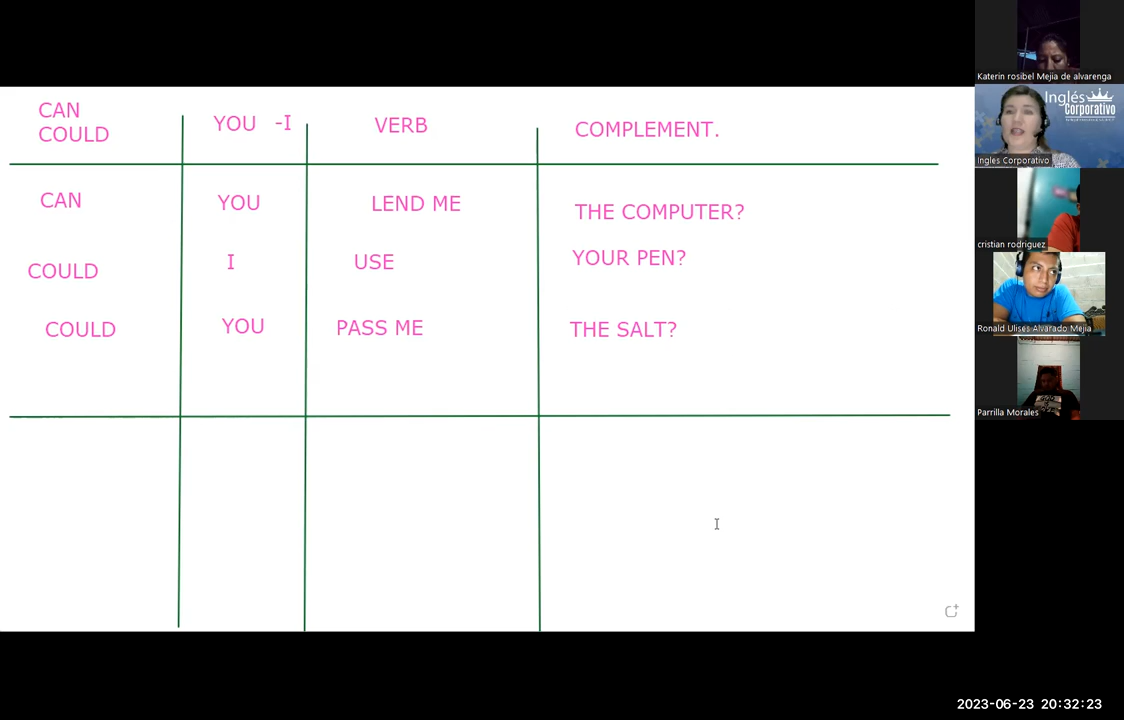 CAN
COULD
YOU -I
VERB
COMPLEMENT.
CAN
YOU
LEND ME
THE COMPUTER?
COULD
I
USE
YOUR PEN?
COULD
YOU
PASS ME
THE SALT?
Katerin rosibel Mejia de alvarenga
Inglés
Corporativo
Ingles Corporativo
cristian rodriguez
Ronald Ulises Alvarado Mejia
Parrilla Morales
2023-06-23 20:32:23